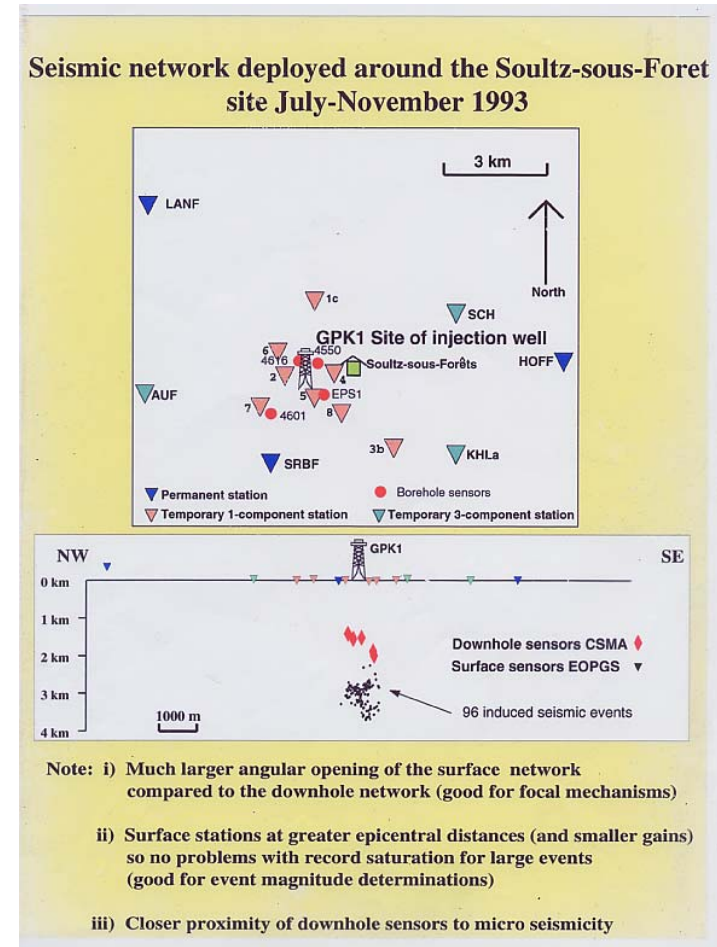 Seismic network deployed around the Soultz-sous-Foret
site July-November 1993
3 km
LANF
North
1c
SCH
GPK1 Site of injection well
6
4616
4550
HOFF
Soultz-sous-Forêts
2
4
AUF
5
EPS1
7
4601
8
3b
KHLa
SRBF
Permanent station
Borehole sensors
Temporary 1-component station
Temporary 3-component station
NW
GPK1
SE
0 km
1 km
Downhole sensors CSMA
2 km
Surface sensors EOPGS
3 km
96 induced seismic events
1000 m
4 km
Note: i) Much larger angular opening of the surface network
compared to the downhole network (good for focal mechanisms)
ii) Surface stations at greater epicentral distances (and smaller gains)
so no problems with record saturation for large events
(good for event magnitude determinations)
iii) Closer proximity of downhole sensors to micro seismicity